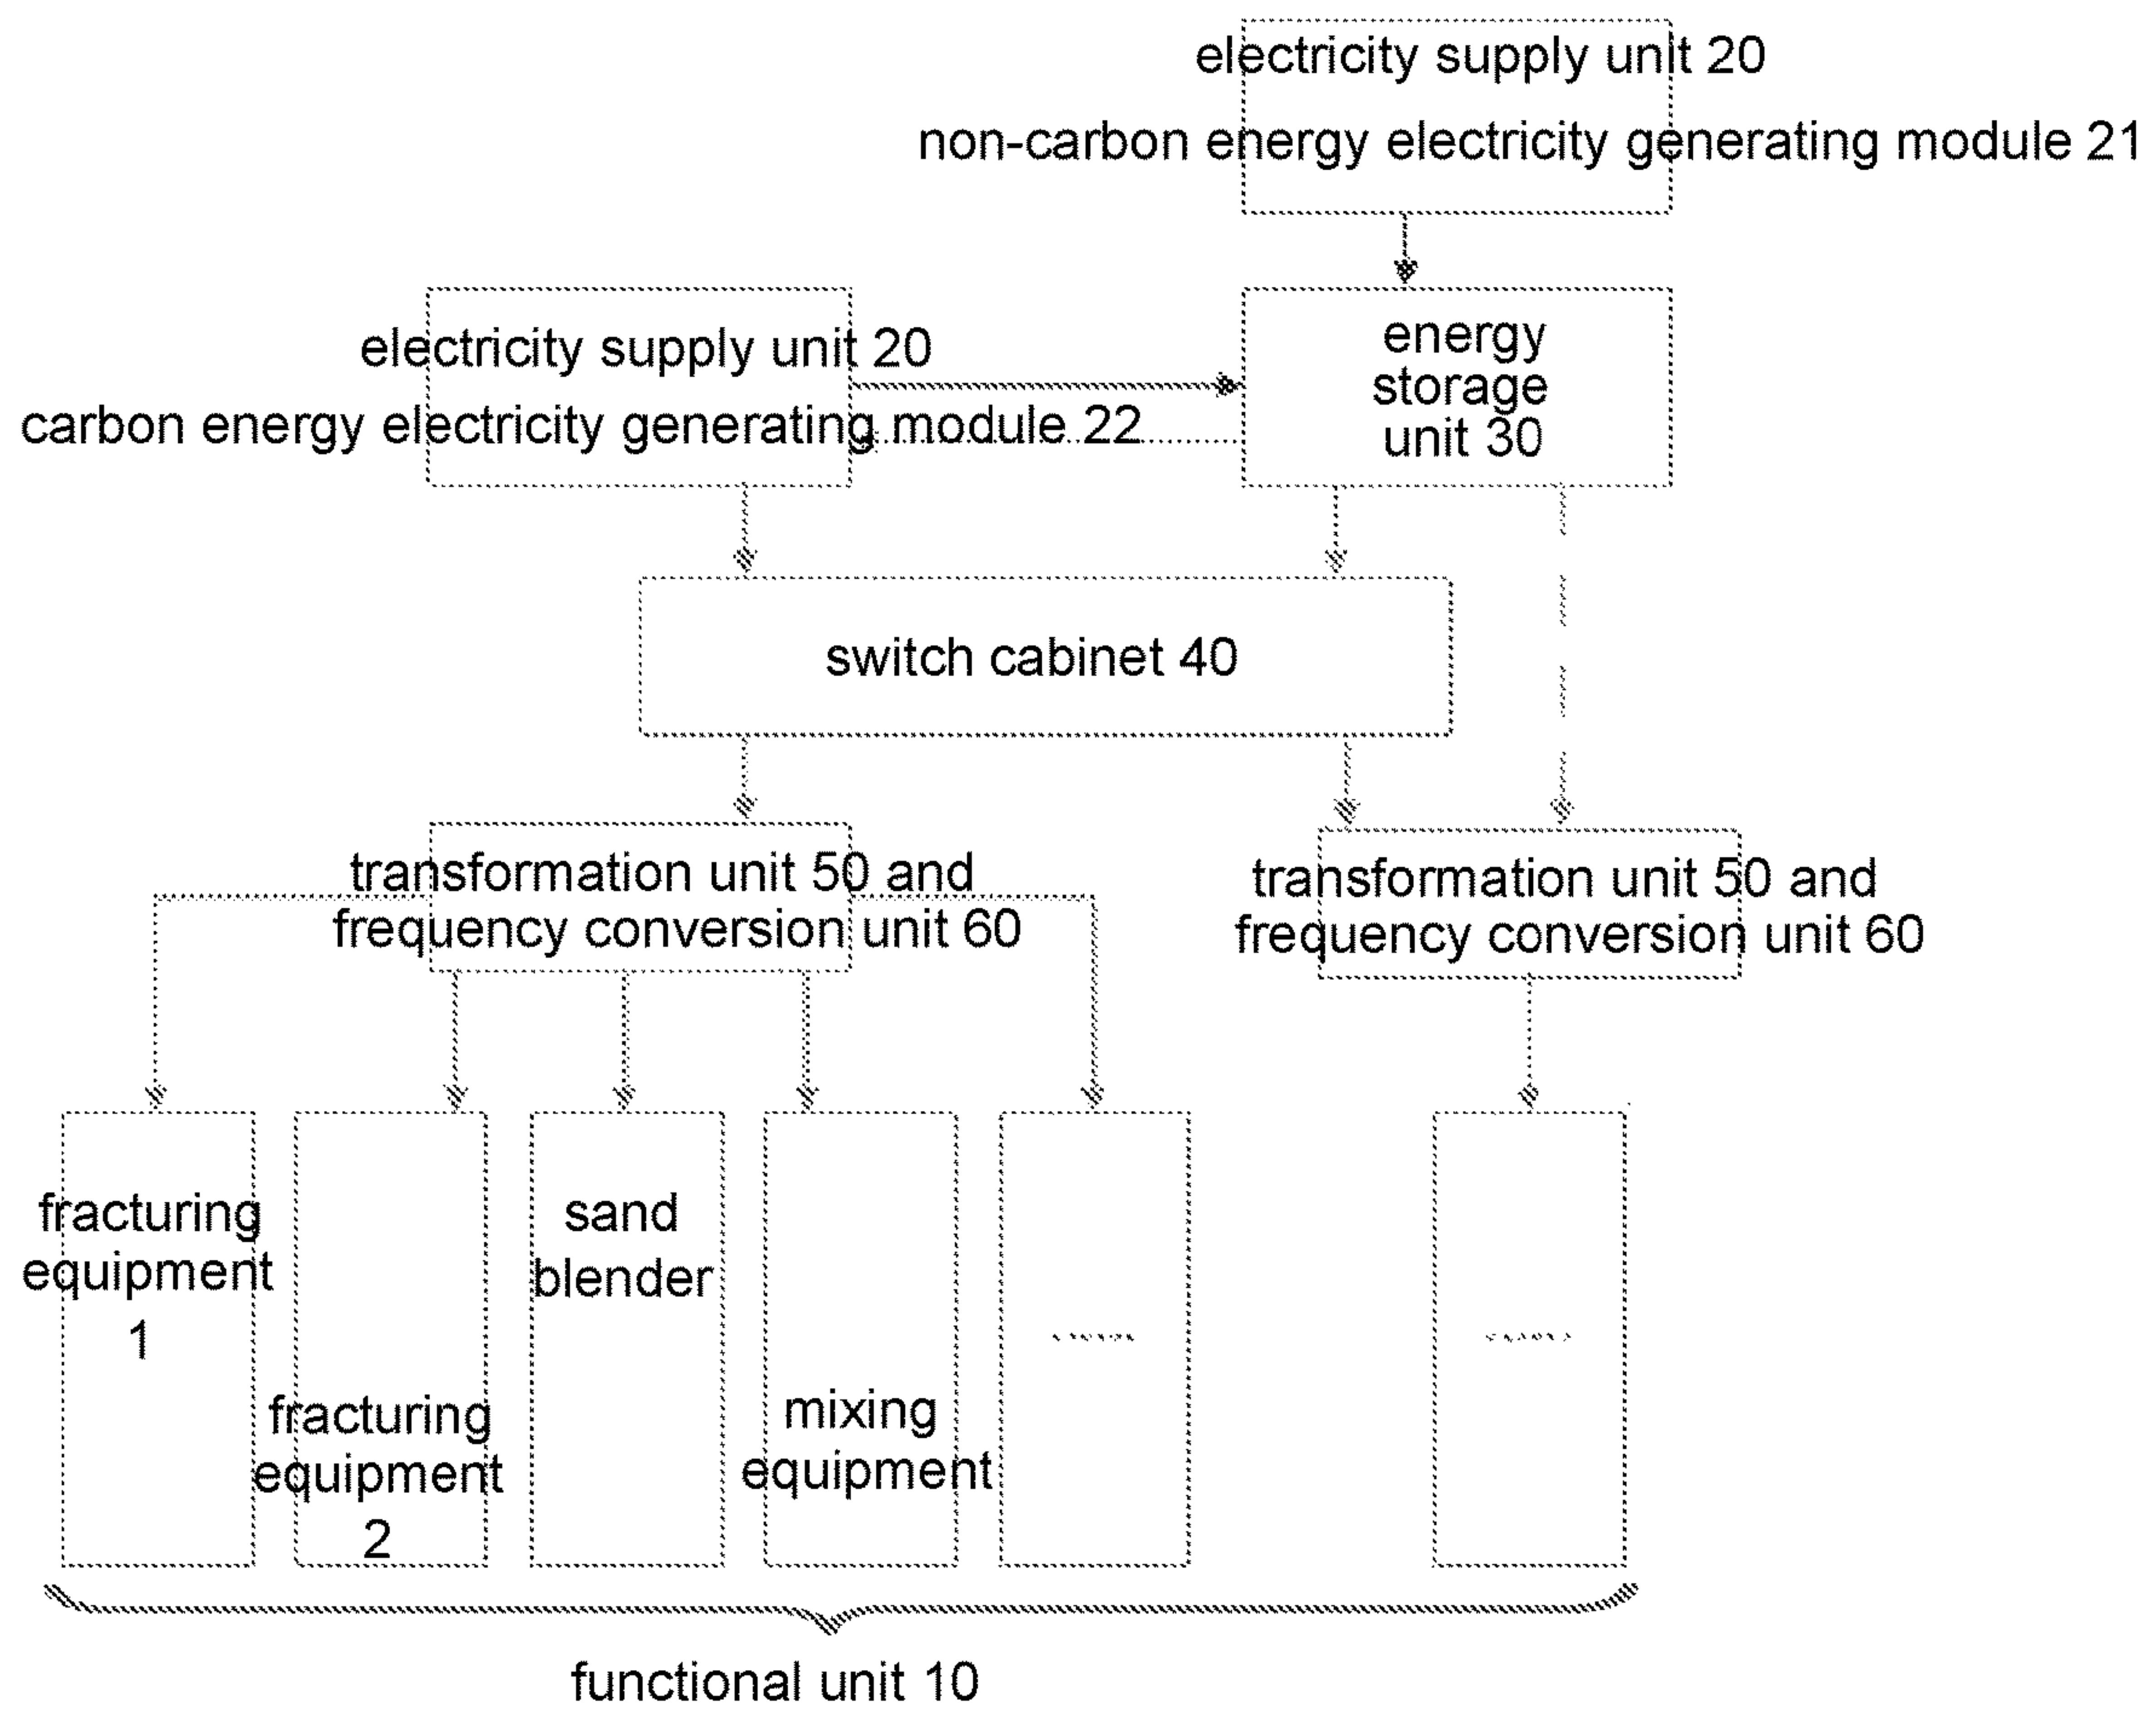 electricity supply unit 20
non-carbon energy electricity generating module 21
electricity supply unit 20
carbon energy electricity generating module 22
energy
storage
unit 30
switch cabinet 40
transformation unit 50 and
frequency conversion unit 60
transformation unit 50 and
frequency conversion unit 60
fracturing
equipment
1
fracturing
equipment
2
sand
blender
mixing
equipment
......
......
functional unit 10